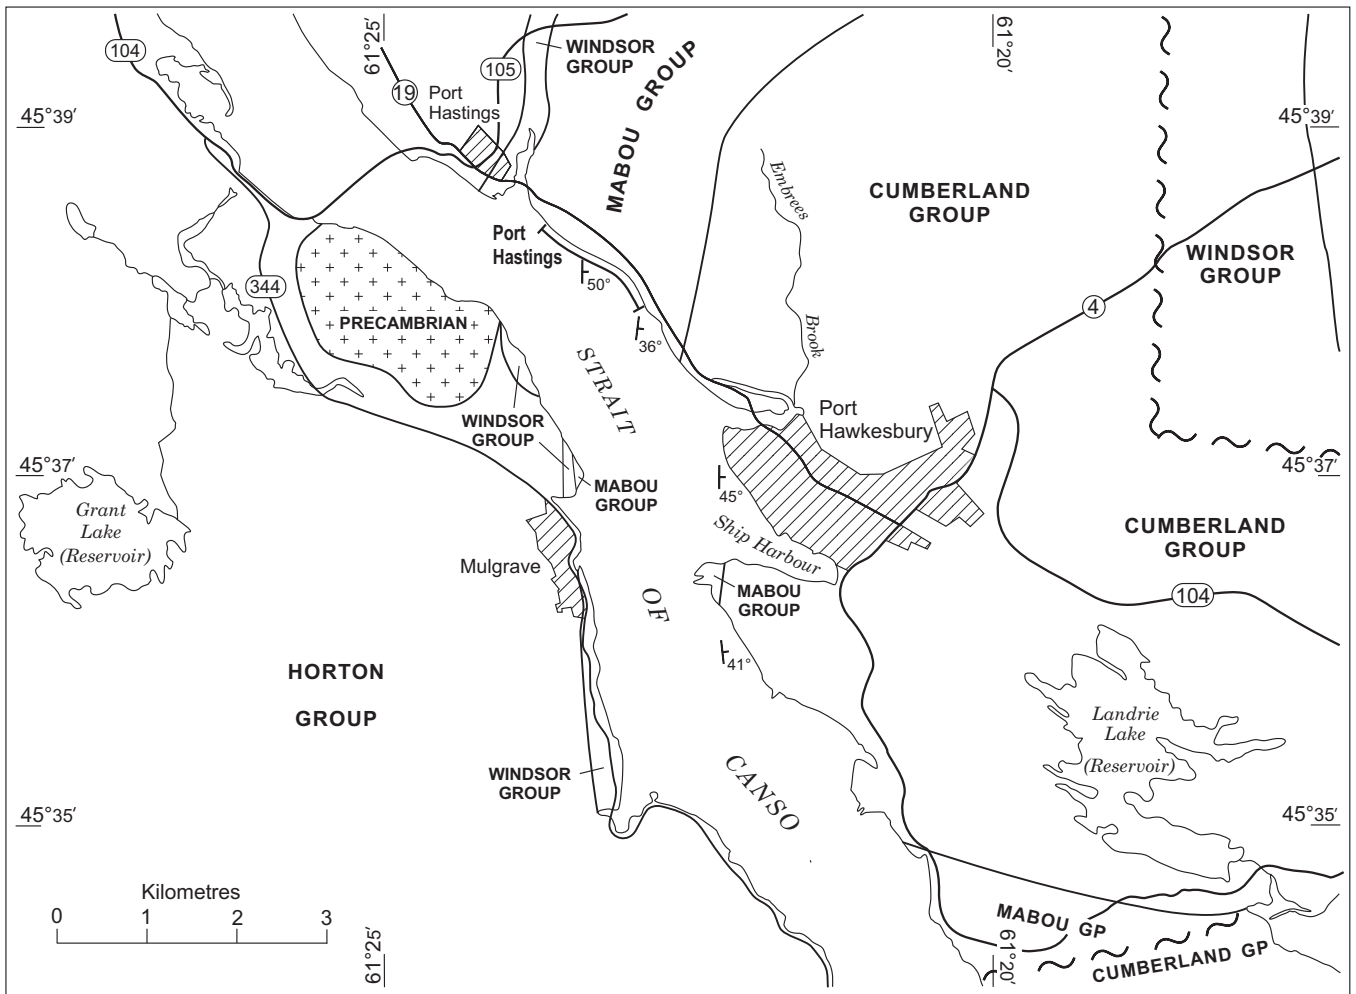 104
61°25′
19
Port
Hastings
105
WINDSOR
GROUP
MABOU GROUP
61°20′
45°39′
45°39′
Embrees
Brook
CUMBERLAND
GROUP
WINDSOR
GROUP
Port
Hastings
50°
36°
344
PRECAMBRIAN
4
STRAIT
OF
CANSO
WINDSOR
GROUP
MABOU
GROUP
Port
Hawkesbury
45°37′
45°37′
45°
Grant
Lake
(Reservoir)
Ship Harbour
CUMBERLAND
GROUP
Mulgrave
MABOU
GROUP
104
41°
HORTON
GROUP
Landrie
Lake
(Reservoir)
WINDSOR
GROUP
45°35′
45°35′
Kilometres
0 1 2 3
61°25′
MABOU GP
61°20′
CUMBERLAND GP